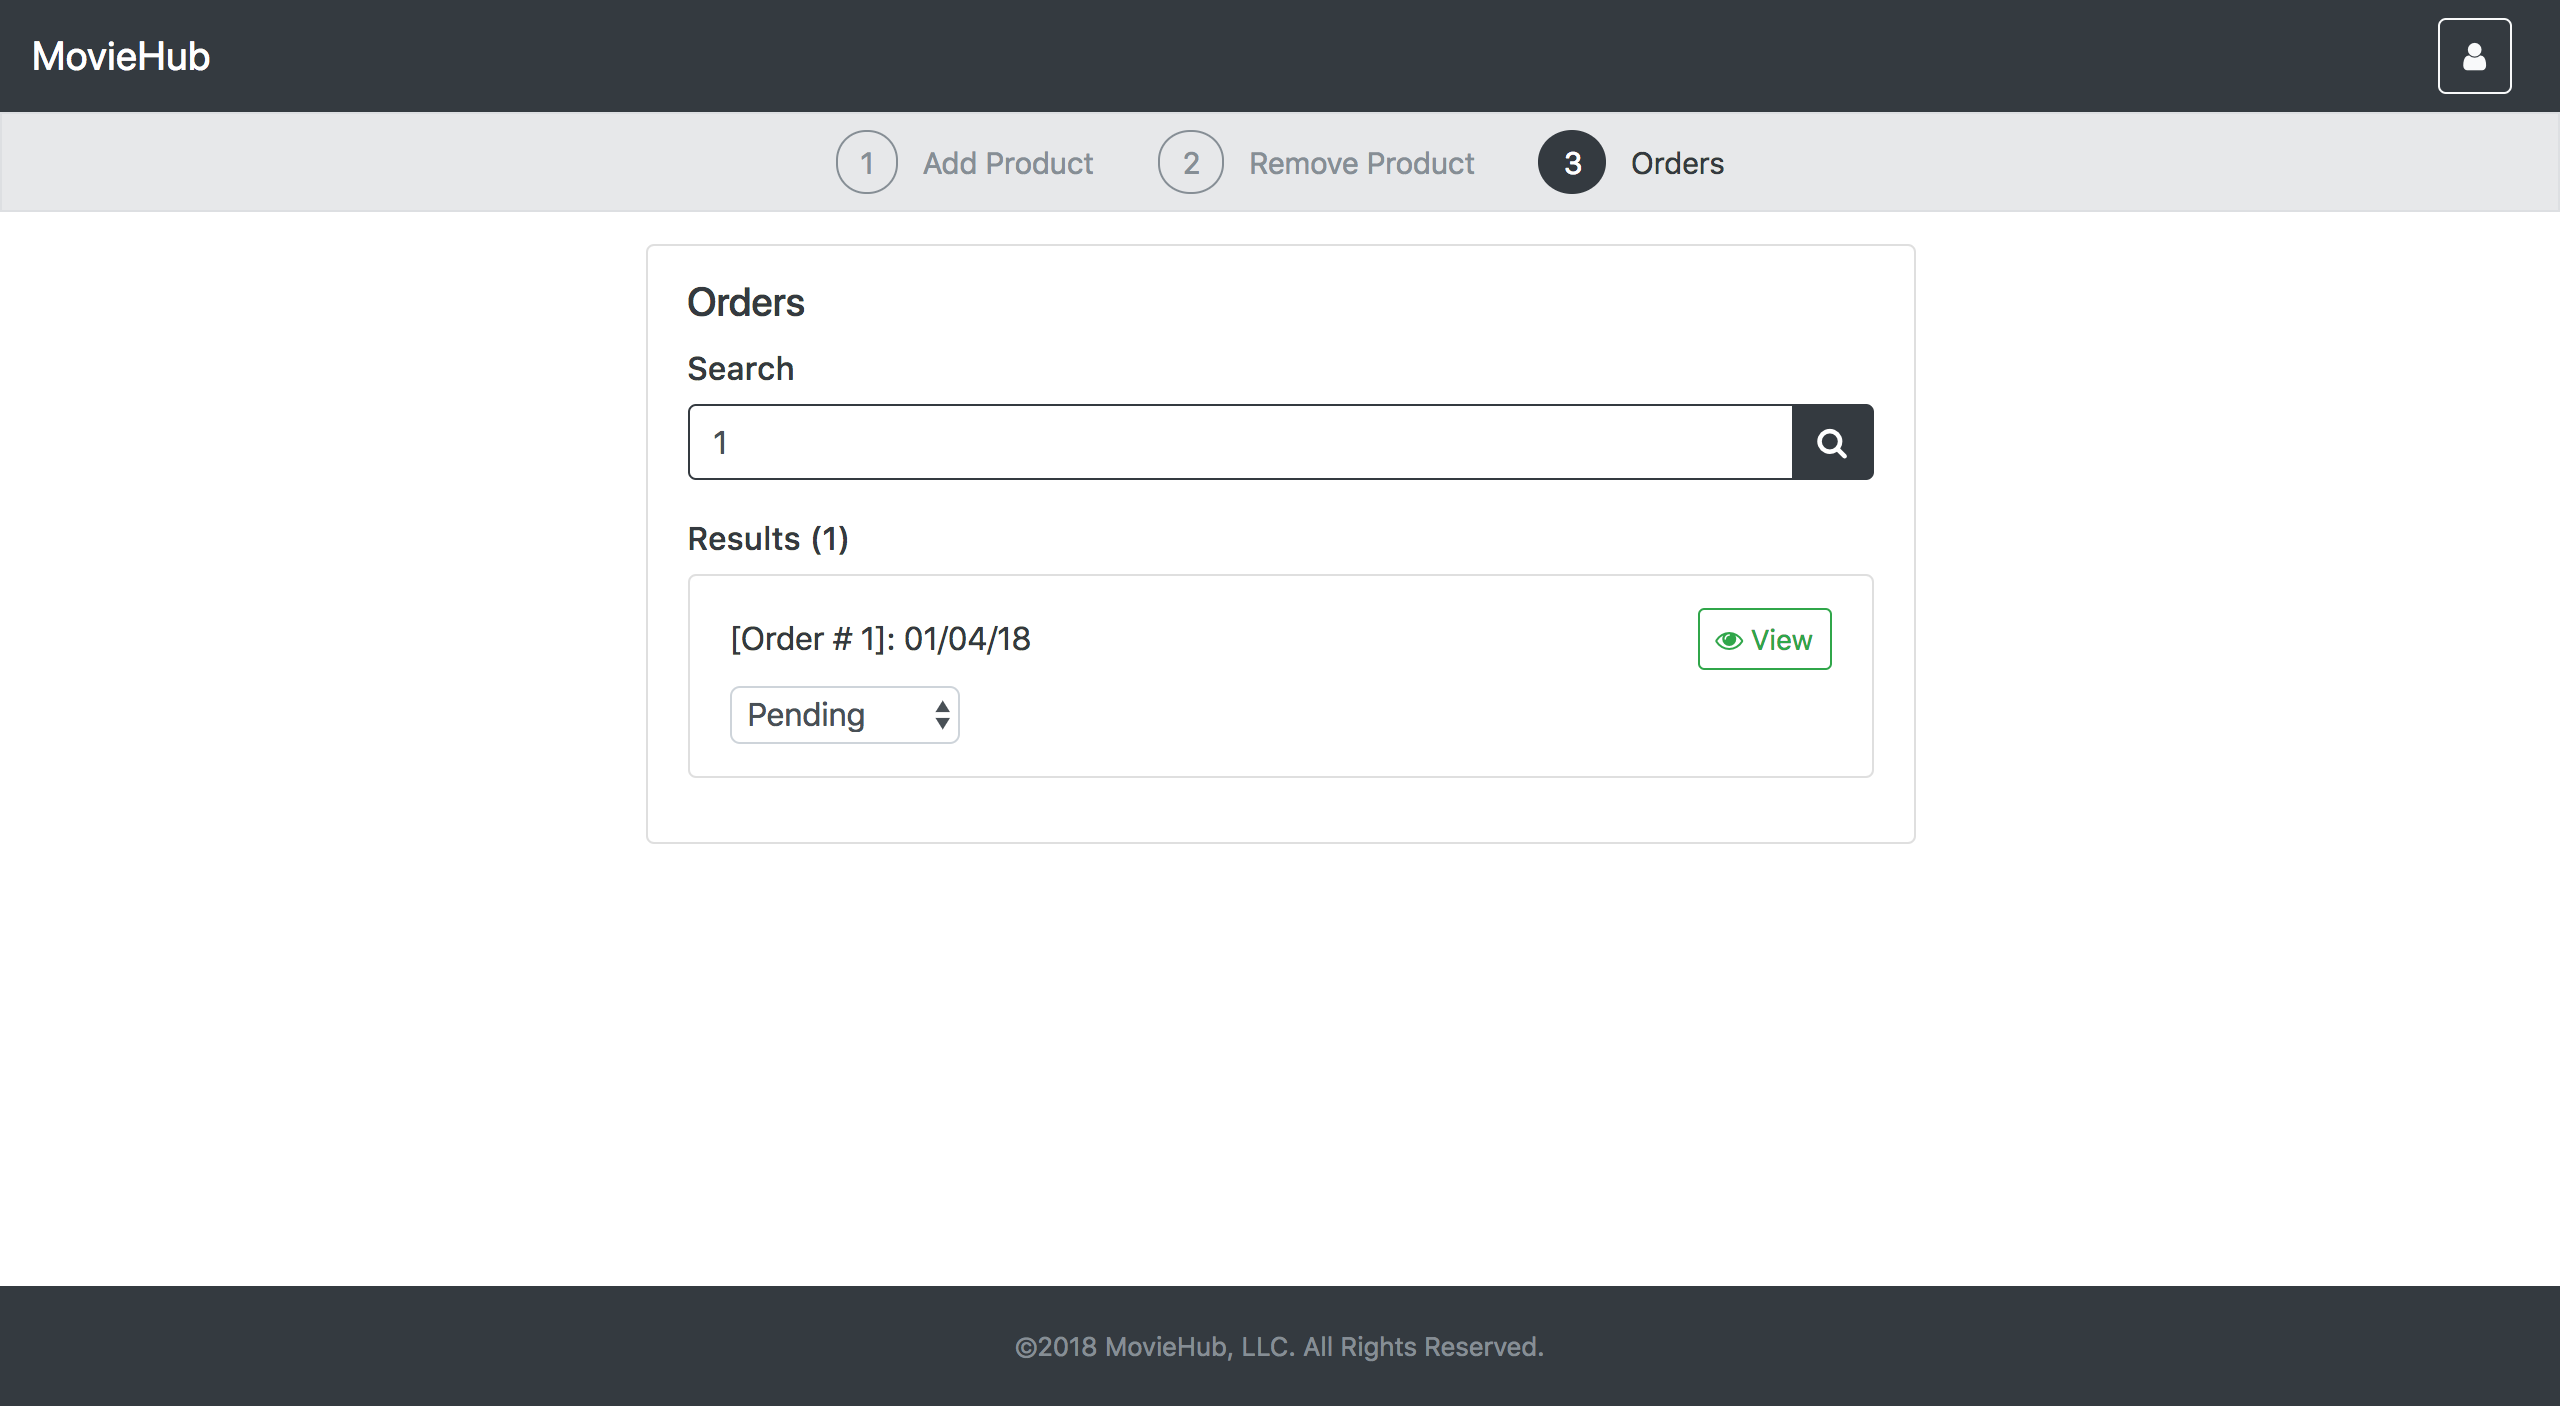 MovieHub
1 Add Product 2 Remove Product 3 Orders
Orders
Search
1
Results (1)
[Order # 1]: 01/04/18
View
Pending
©2018 MovieHub, LLC. All Rights Reserved.